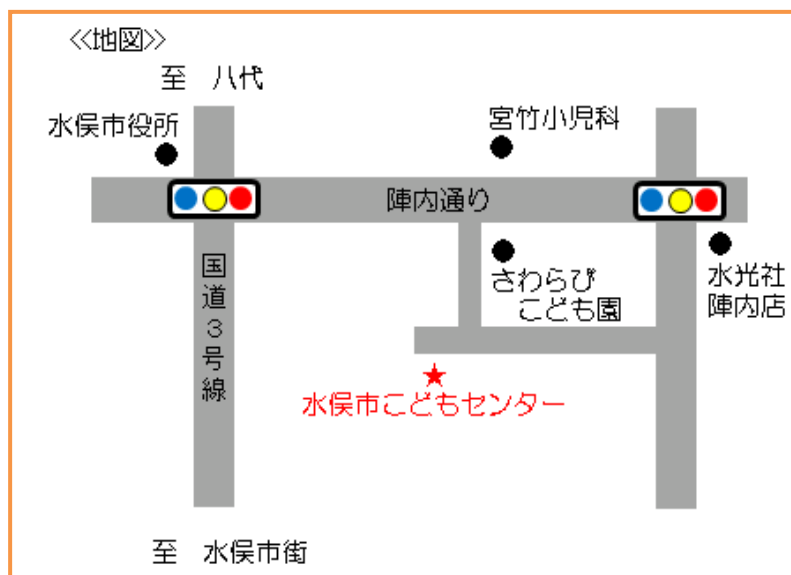 ≪地図≫
至 八代
水俣市役所
宮竹小児科
陣内通り
国道３号線
さわらび
こども園
水光社
陣内店
水俣市こどもセンター
至 水俣市街